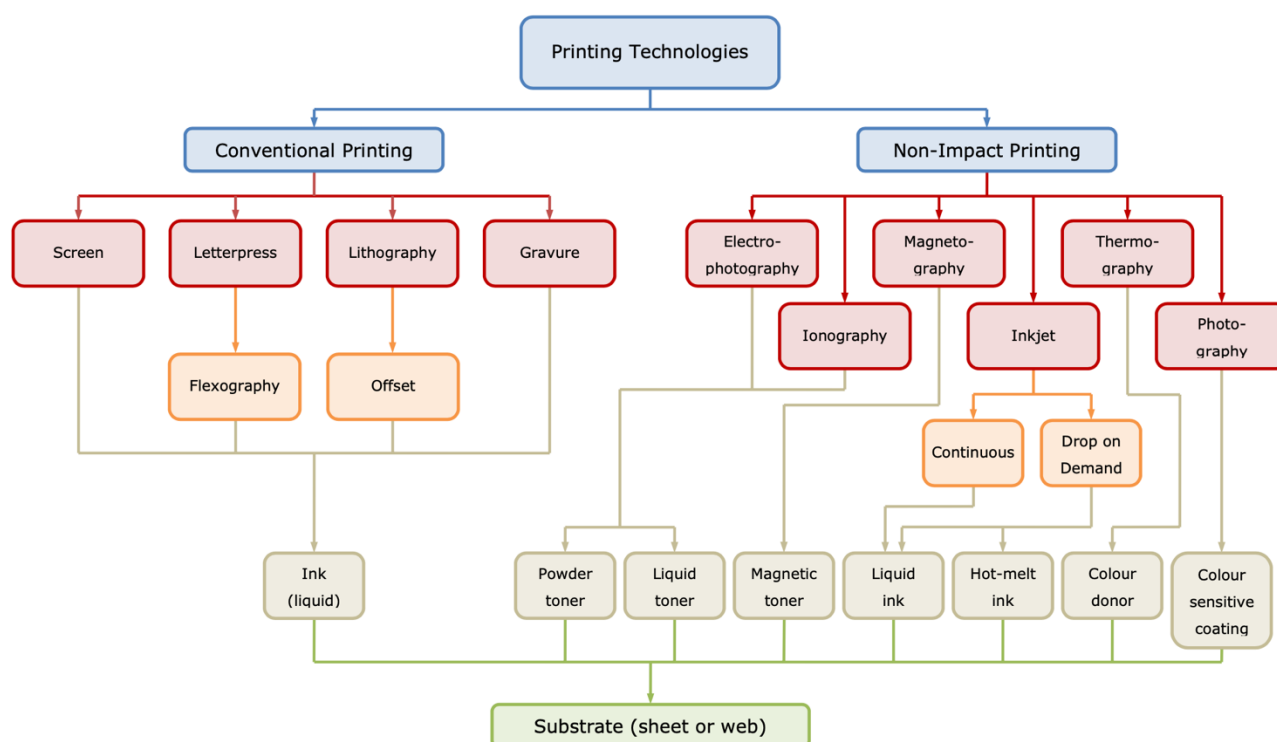 Printing Technologies
Conventional Printing
Non-Impact Printing
Screen
Letterpress
Lithography
Gravure
Electro-
photography
Magneto-
graphy
Thermo-
graphy
Ionography
Inkjet
Photo-
graphy
Flexography
Offset
Continuous
Drop on
Demand
Ink
(liquid)
Powder
toner
Liquid
toner
Magnetic
toner
Liquid
ink
Hot-melt
ink
Colour
donor
Colour
sensitive
coating
Substrate (sheet or web)